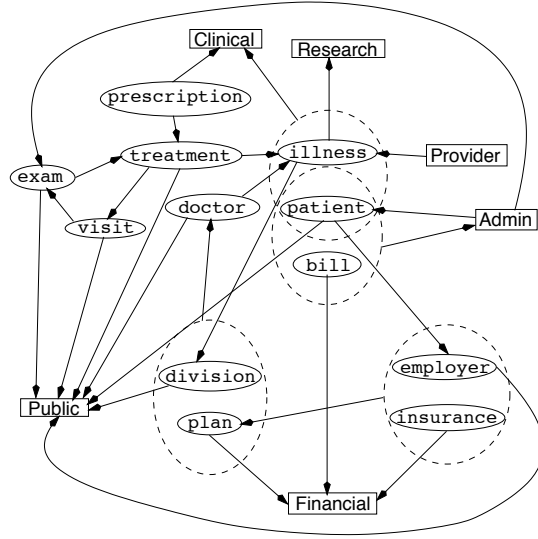 Clinical
Research
prescription
exam
treatment
illness
Provider
visit
doctor
patient
Admin
bill
division
employer
Public
plan
insurance
Financial